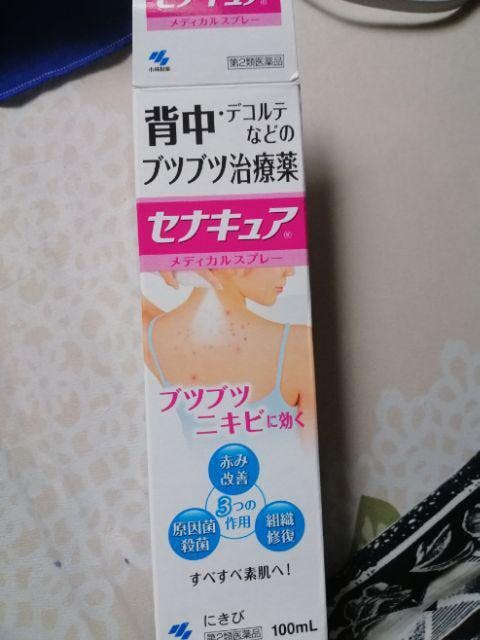 セナキュア®
メディカルスプレー
小林製薬
第2類医薬品
背中・デコルテ
などの
ブツブツ治療薬
セナキュア®
メディカルスプレー
ブツブツ
ニキビに効く
赤み
改善
3つの
作用
原因菌
殺菌
組織
修復
すべすべ素肌へ!
にきび
第2類医薬品
100mL